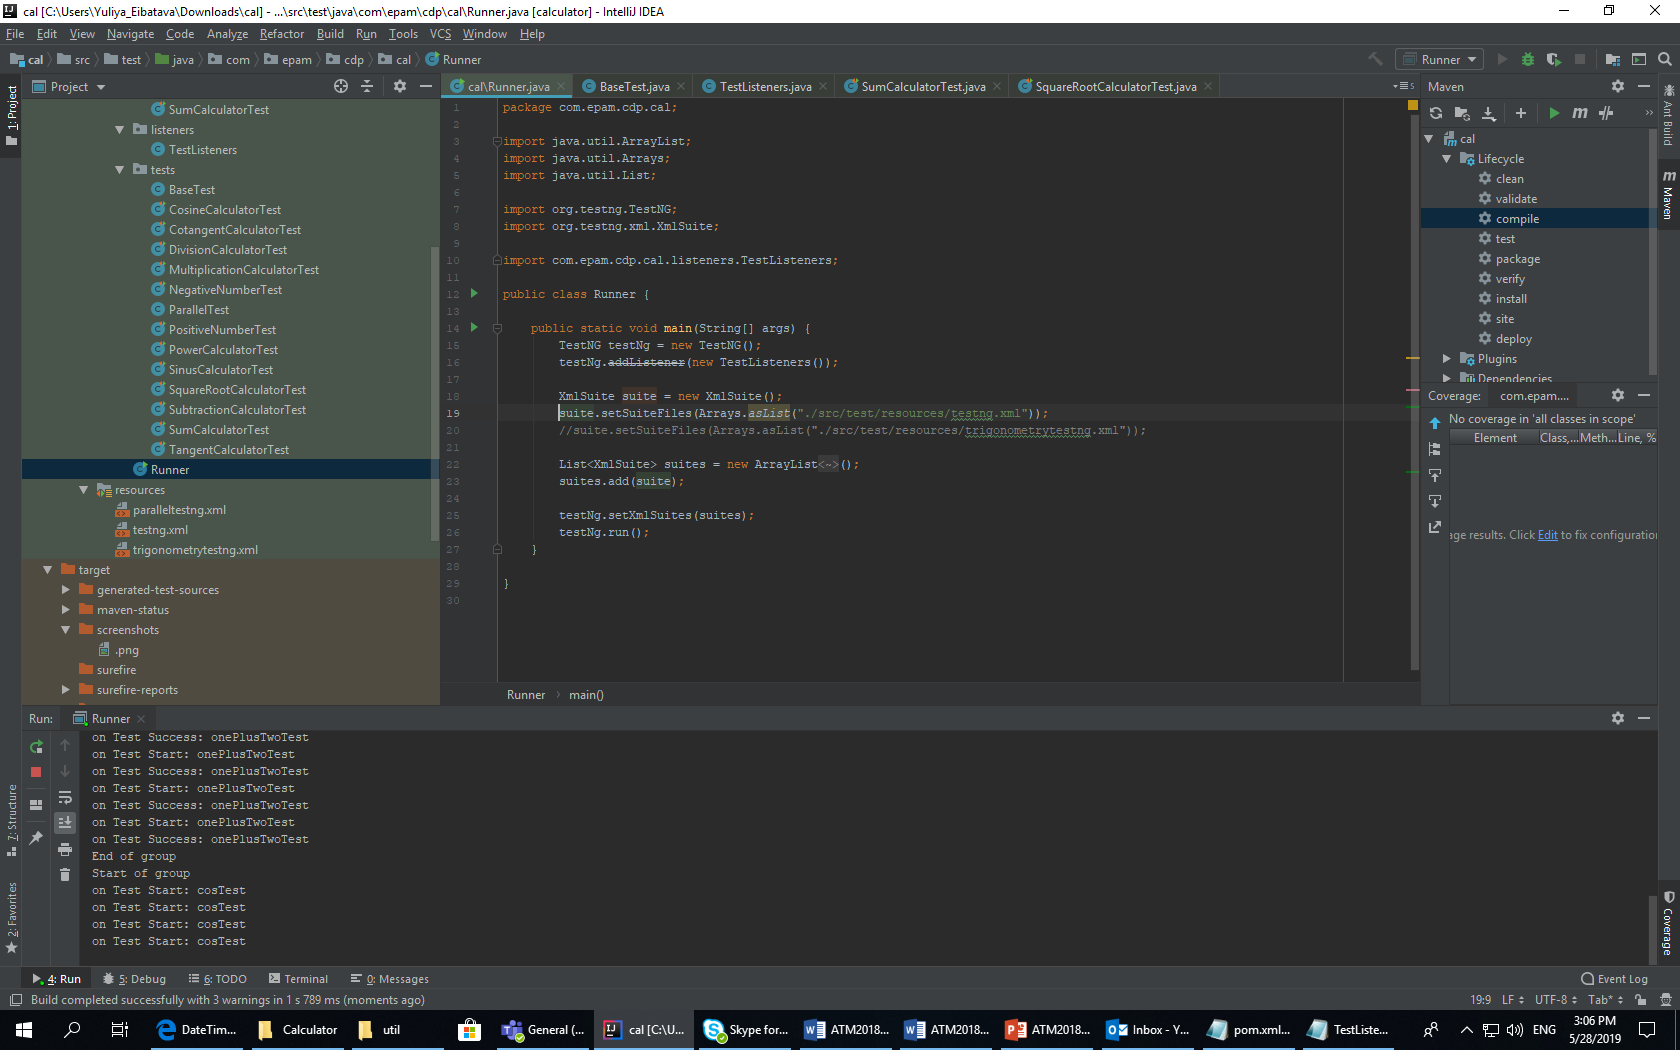 cal [C:\Users\Yuliya_Eibatava\Downloads\cal] - ...\src\test\java\com\epam\cdp\cal\Runner.java [calculator] - IntelliJ IDEA
File Edit View Navigate Code Analyze Refactor Build Run Tools VCS Window Help
cal src test java com epam cdp cal Runner
Runner
1: Project
Project
SumCalculatorTest
listeners
TestListeners
tests
BaseTest
CosineCalculatorTest
CotangentCalculatorTest
DivisionCalculatorTest
MultiplicationCalculatorTest
NegativeNumberTest
ParallelTest
PositiveNumberTest
PowerCalculatorTest
SinusCalculatorTest
SquareRootCalculatorTest
SubtractionCalculatorTest
SumCalculatorTest
TangentCalculatorTest
Runner
resources
paralleltestng.xml
testng.xml
trigonometrytestng.xml
target
generated-test-sources
maven-status
screenshots
.png
surefire
surefire-reports
cal\Runner.java BaseTest.java TestListeners.java SumCalculatorTest.java SquareRootCalculatorTest.java
5
1 package com.epam.cdp.cal;
2
3 import java.util.ArrayList;
4 import java.util.Arrays;
5 import java.util.List;
6
7 import org.testng.TestNG;
8 import org.testng.xml.XmlSuite;
9
10 import com.epam.cdp.cal.listeners.TestListeners;
11
12 public class Runner {
13
14 public static void main(String[] args) {
15 TestNG testNg = new TestNG();
16 testNg.addListener(new TestListeners());
17
18 XmlSuite suite = new XmlSuite();
19 suite.setSuiteFiles(Arrays.asList("./src/test/resources/testng.xml"));
20 //suite.setSuiteFiles(Arrays.asList("./src/test/resources/trigonometrytestng.xml"));
21
22 List<XmlSuite> suites = new ArrayList<~>();
23 suites.add(suite);
24
25 testNg.setXmlSuites(suites);
26 testNg.run();
27 }
28
29 }
30
Runner main()
Maven
m
cal
Lifecycle
clean
validate
compile
test
package
verify
install
site
deploy
Plugins
Dependencies
Coverage: com.epam....
No coverage in 'all classes in scope'
Element Class,... Meth... Line, %
age results. Click Edit to fix configuration
Ant Build
m Maven
Coverage
Run: Runner
on Test Success: onePlusTwoTest
on Test Start: onePlusTwoTest
on Test Success: onePlusTwoTest
on Test Start: onePlusTwoTest
on Test Success: onePlusTwoTest
on Test Start: onePlusTwoTest
on Test Success: onePlusTwoTest
End of group
Start of group
on Test Start: cosTest
on Test Start: cosTest
on Test Start: cosTest
on Test Start: cosTest
7: Structure
2: Favorites
4: Run 5: Debug 6: TODO Terminal 0: Messages
Event Log
Build completed successfully with 3 warnings in 1 s 789 ms (moments ago)
19:9 LF UTF-8 Tab*
DateTim... Calculator util General (... cal [C:\U... Skype for... ATM2018... ATM2018... ATM2018... Inbox - Y... pom.xml... TestListe...
ENG
3:06 PM
5/28/2019